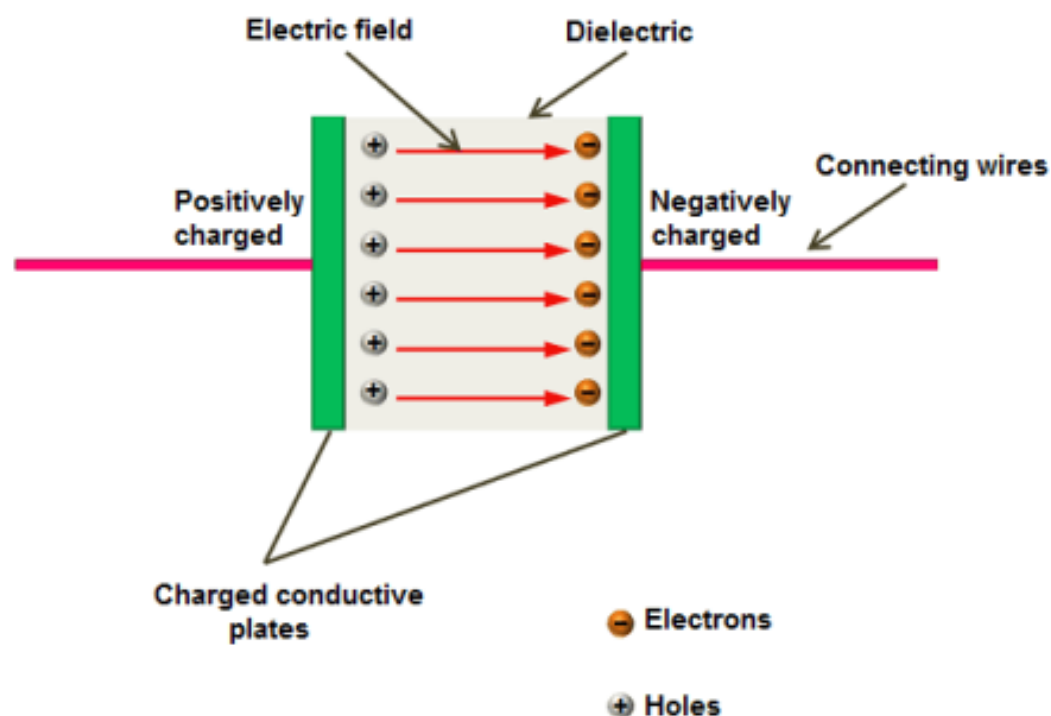 Electric field
Dielectric
Connecting wires
Positively
charged
Negatively
charged
Charged conductive
plates
Electrons
Holes